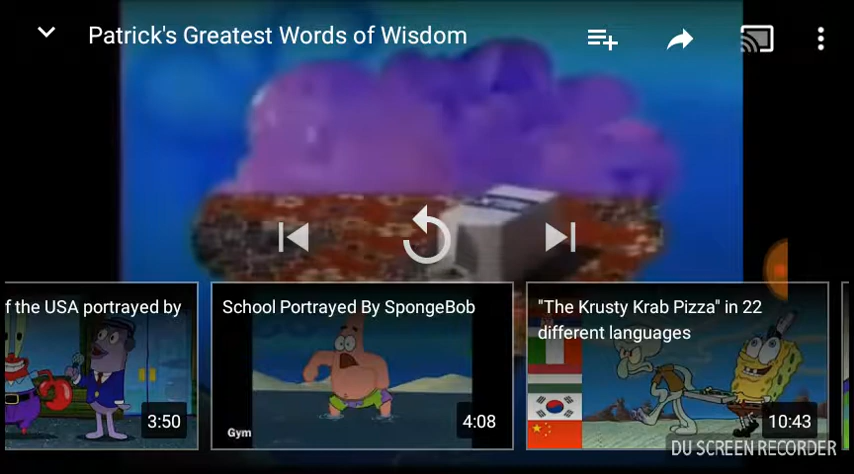 Patrick's Greatest Words of Wisdom
f the USA portrayed by
3:50
School Portrayed By SpongeBob
Gym
4:08
"The Krusty Krab Pizza" in 22
different languages
10:43
DU SCREEN RECORDER